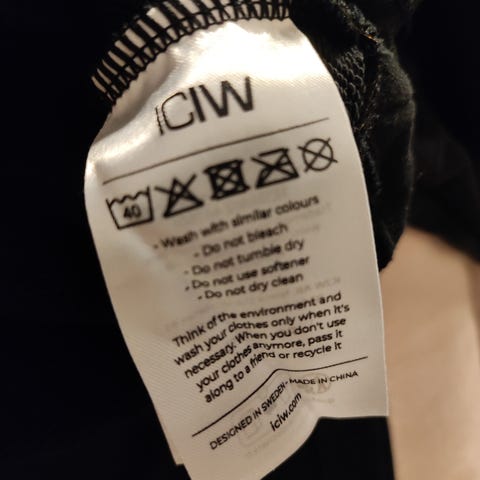 ICIW
40
- Wash with similar colours
- Do not bleach
- Do not tumble dry
- Do not use softener
- Do not dry clean
Think of the environment and
wash your clothes only when it's
necessary. When you don't use
your clothes anymore, pass it
along to a friend or recycle it
DESIGNED IN SWEDEN - MADE IN CHINA
iciw.com